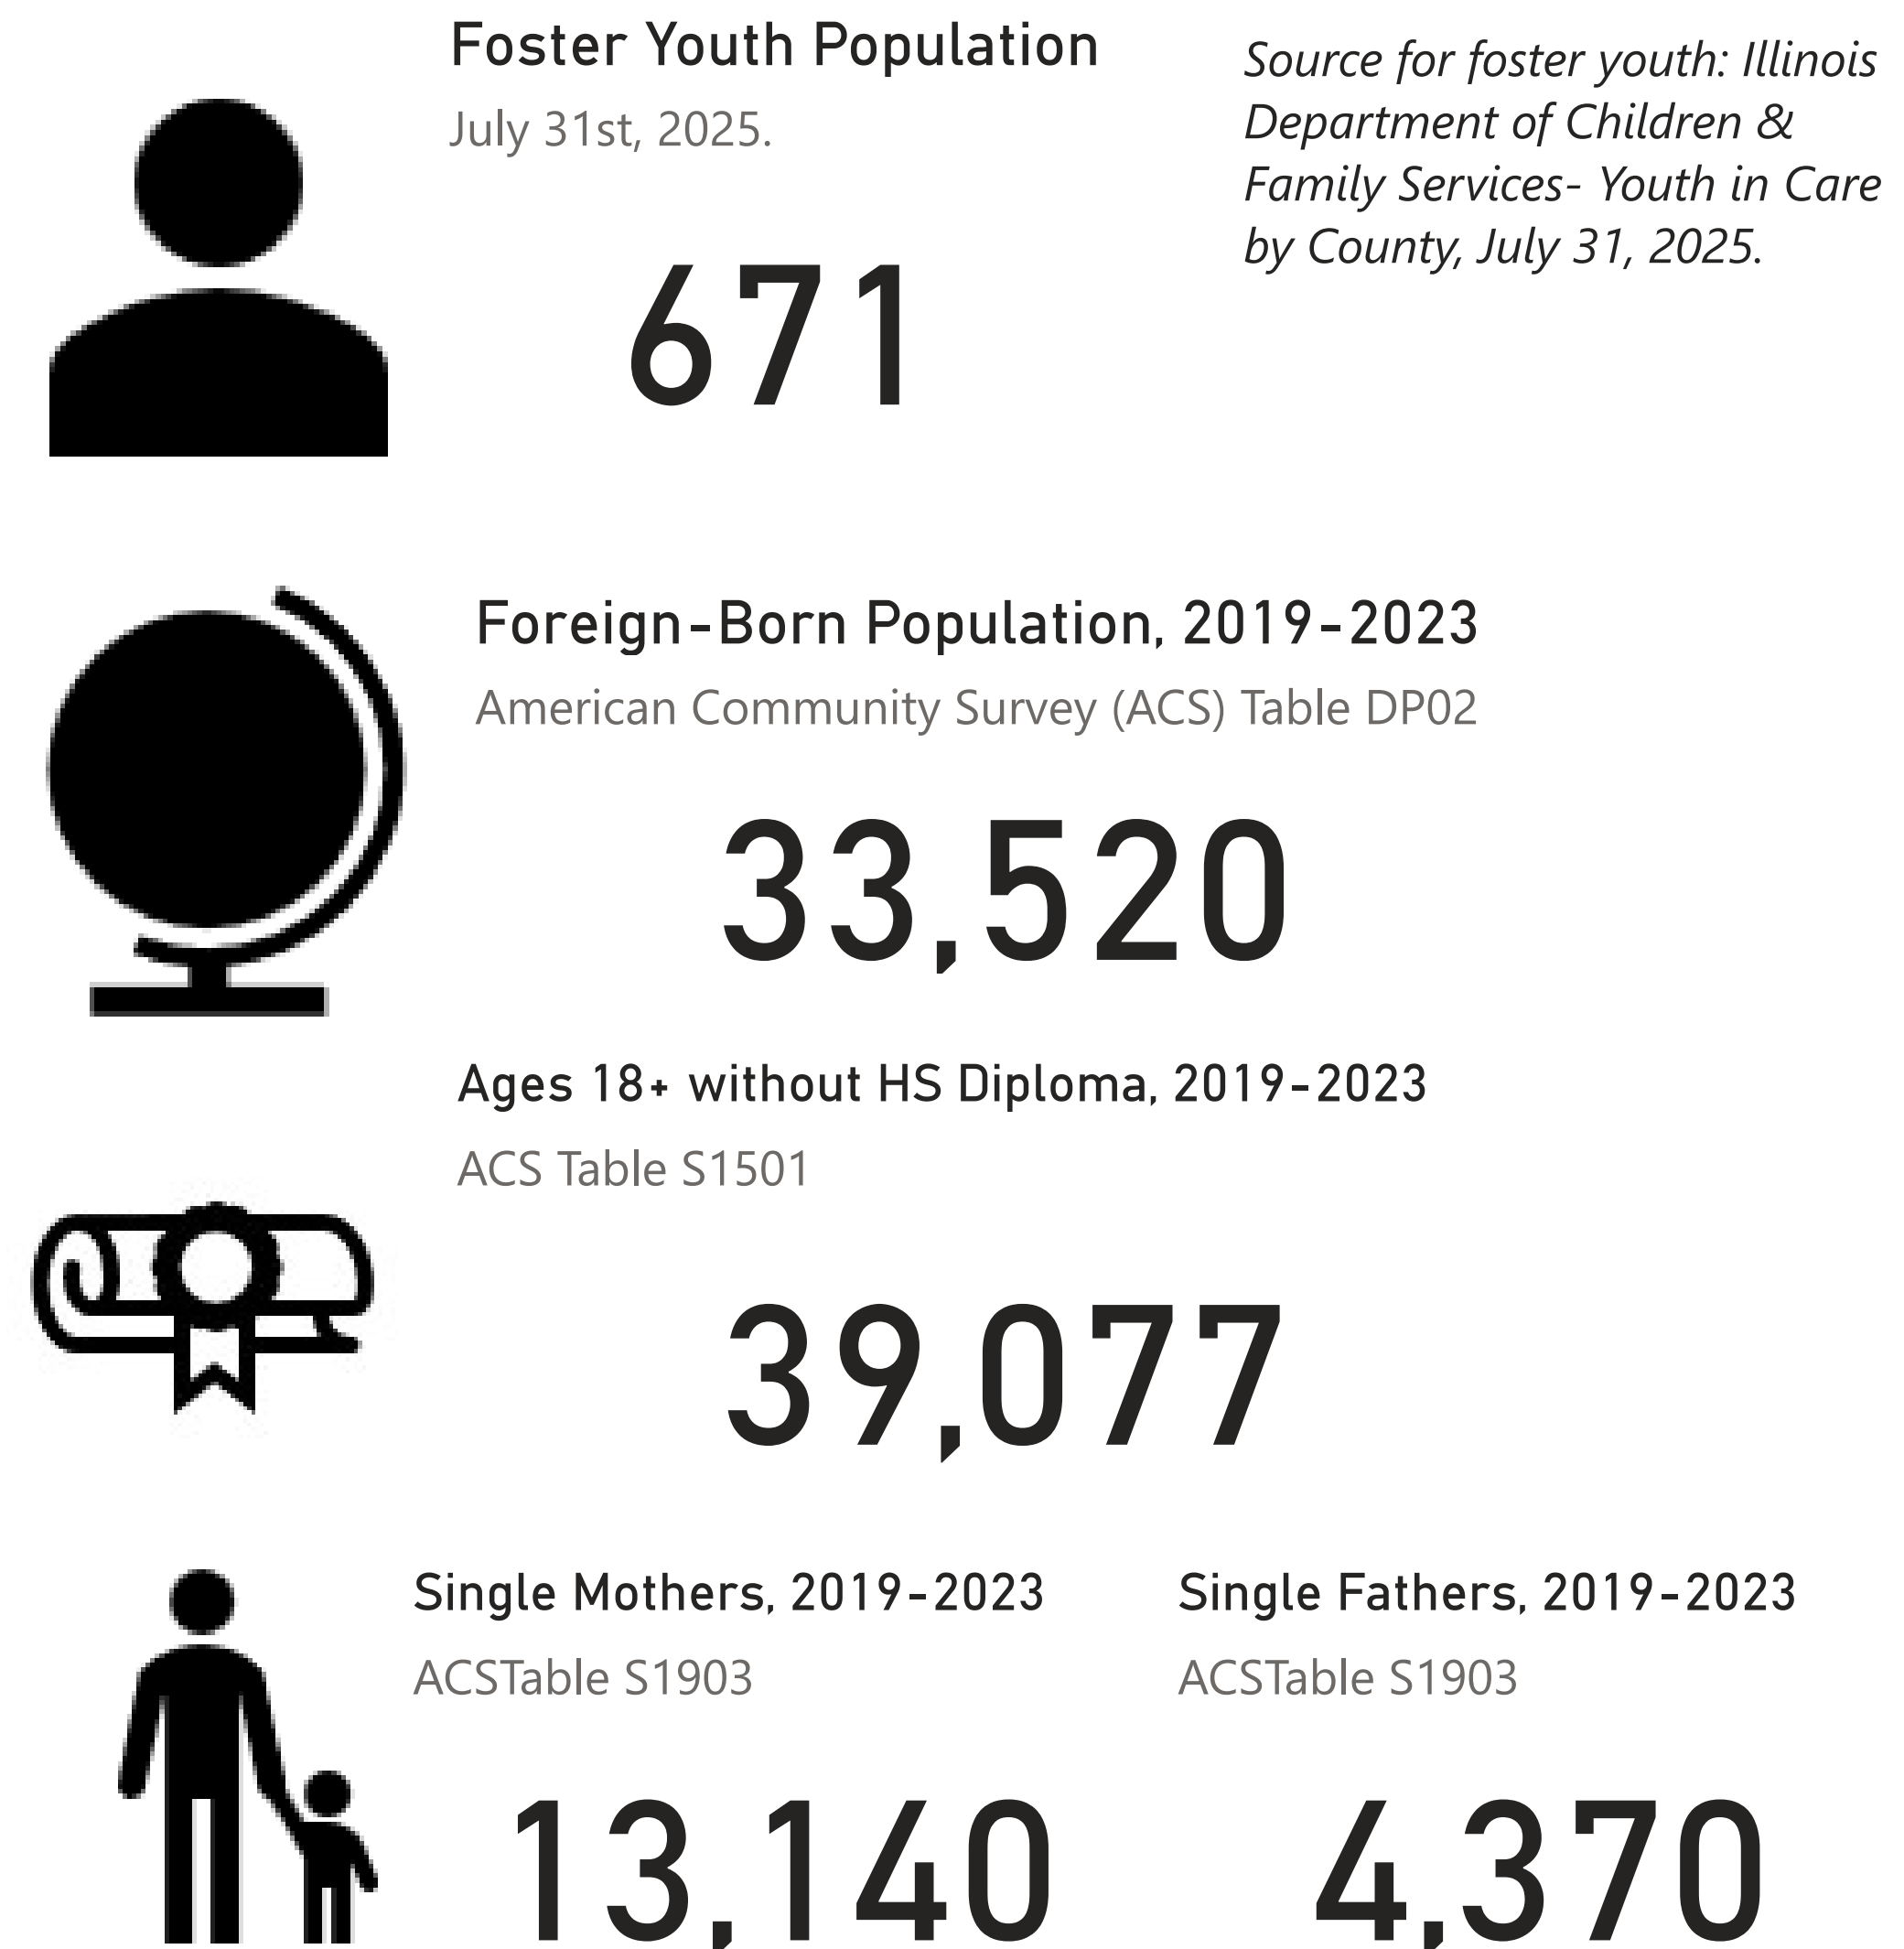 Foster Youth Population
July 31st, 2025.
671
Source for foster youth: Illinois
Department of Children &
Family Services- Youth in Care
by County, July 31, 2025.
Foreign-Born Population, 2019-2023
American Community Survey (ACS) Table DP02
33,520
Ages 18+ without HS Diploma, 2019-2023
ACS Table S1501
39,077
Single Mothers, 2019-2023
ACSTable S1903
13,140
Single Fathers, 2019-2023
ACSTable S1903
4,370